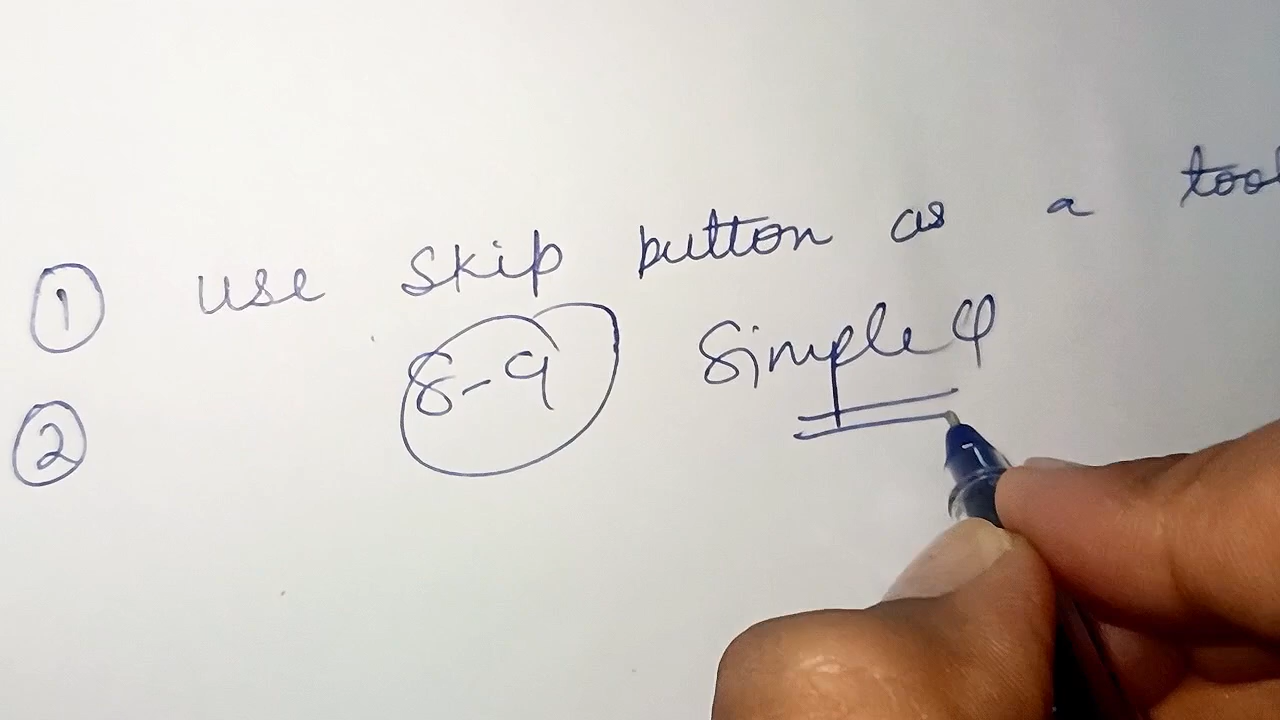 ① Use Skip button as a tool
8-9 Simple φ
②